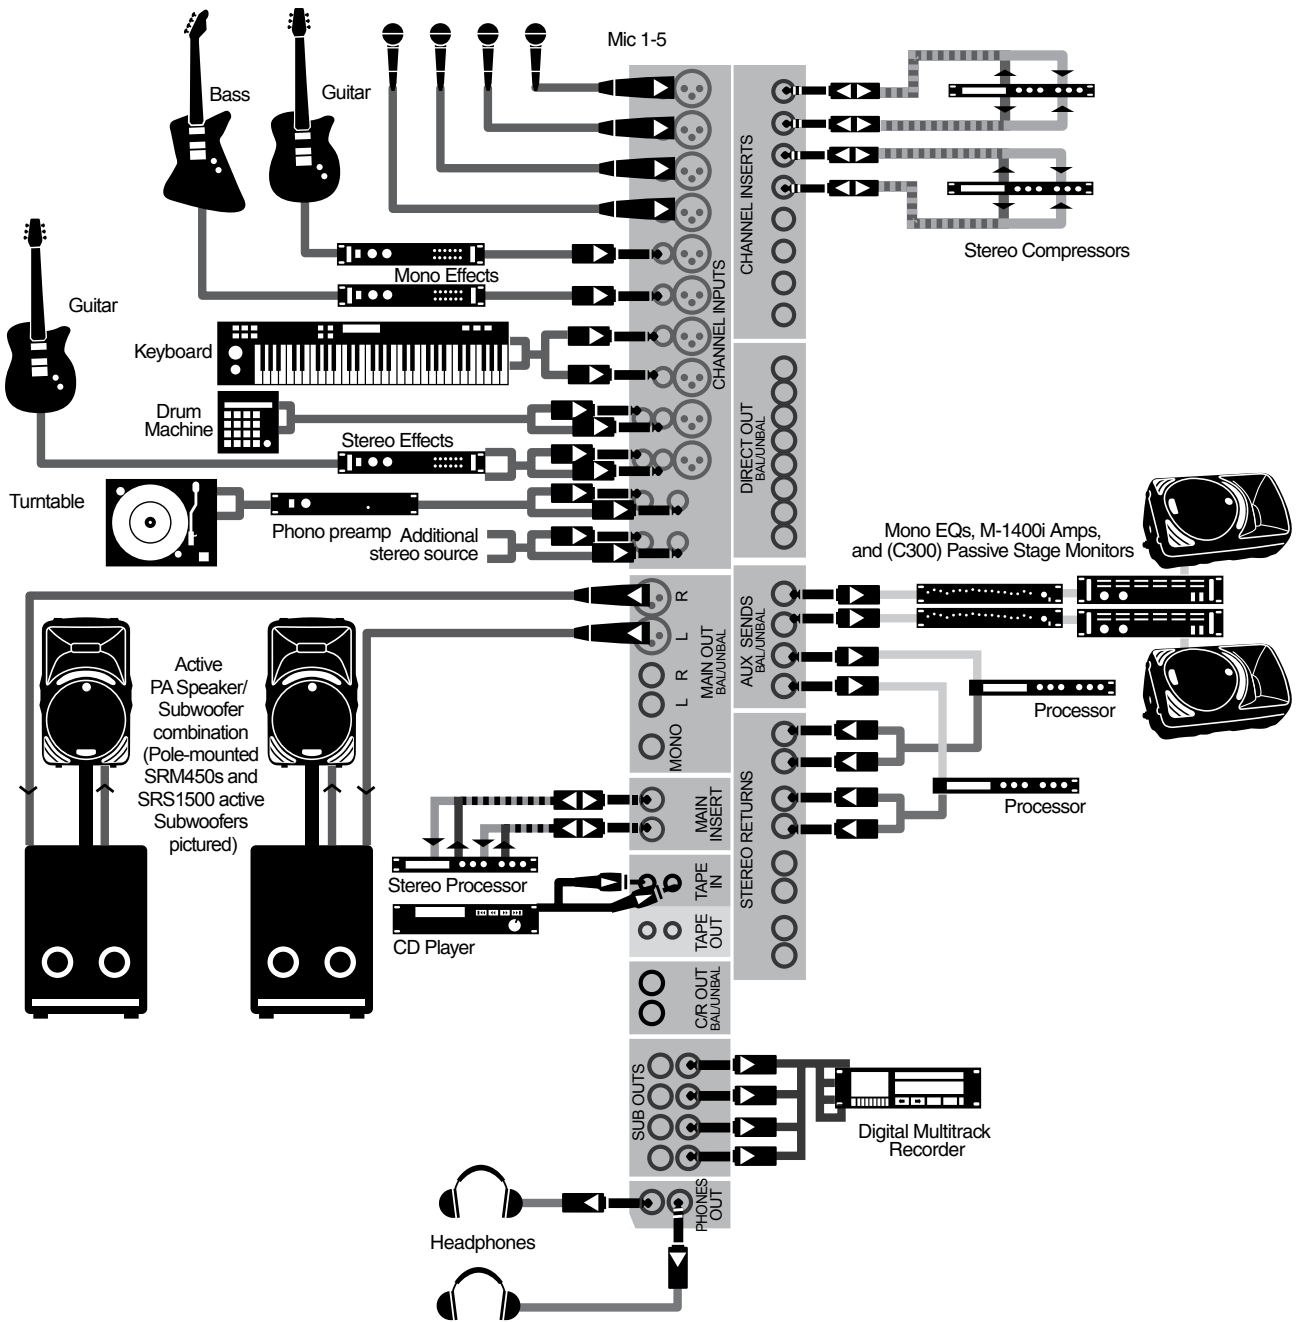 Mic 1-5
Bass
Guitar
CHANNEL INSERTS
Stereo Compressors
Mono Effects
CHANNEL INPUTS
Guitar
Keyboard
Drum
Machine
Stereo Effects
DIRECT OUT
BAL/UNBAL
Turntable
Phono preamp
Additional
stereo source
Mono EQs, M-1400i Amps,
and (C300) Passive Stage Monitors
R
L
MAIN OUT
BAL/UNBAL
L R
MONO
AUX SENDS
BAL/UNBAL
Active
PA Speaker/
Subwoofer
combination
(Pole-mounted
SRM450s and
SRS1500 active
Subwoofers
pictured)
Processor
Processor
STEREO RETURNS
MAIN
INSERT
Stereo Processor
TAPE
IN
CD Player
TAPE
OUT
C/R OUT
BAL/UNBAL
SUB OUTS
Digital Multitrack
Recorder
PHONES
OUT
Headphones